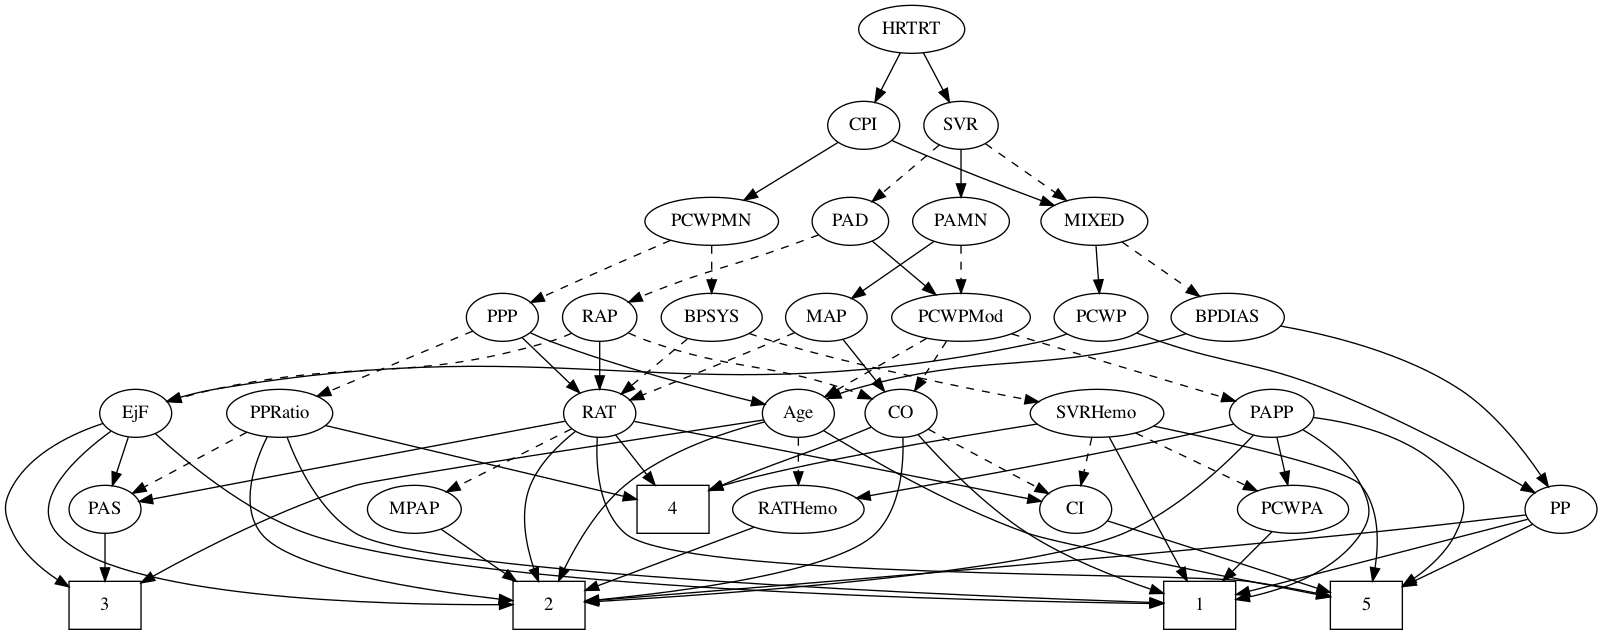 HRTRT
CPI
SVR
PCWPMN
PAD
PAMN
MIXED
PPP
RAP
BPSYS
MAP
PCWPMod
PCWP
BPDIAS
EjF
PPRatio
RAT
Age
CO
SVRHemo
PAPP
PAS
MPAP
4
RATHemo
CI
PCWPA
PP
3
2
1
5